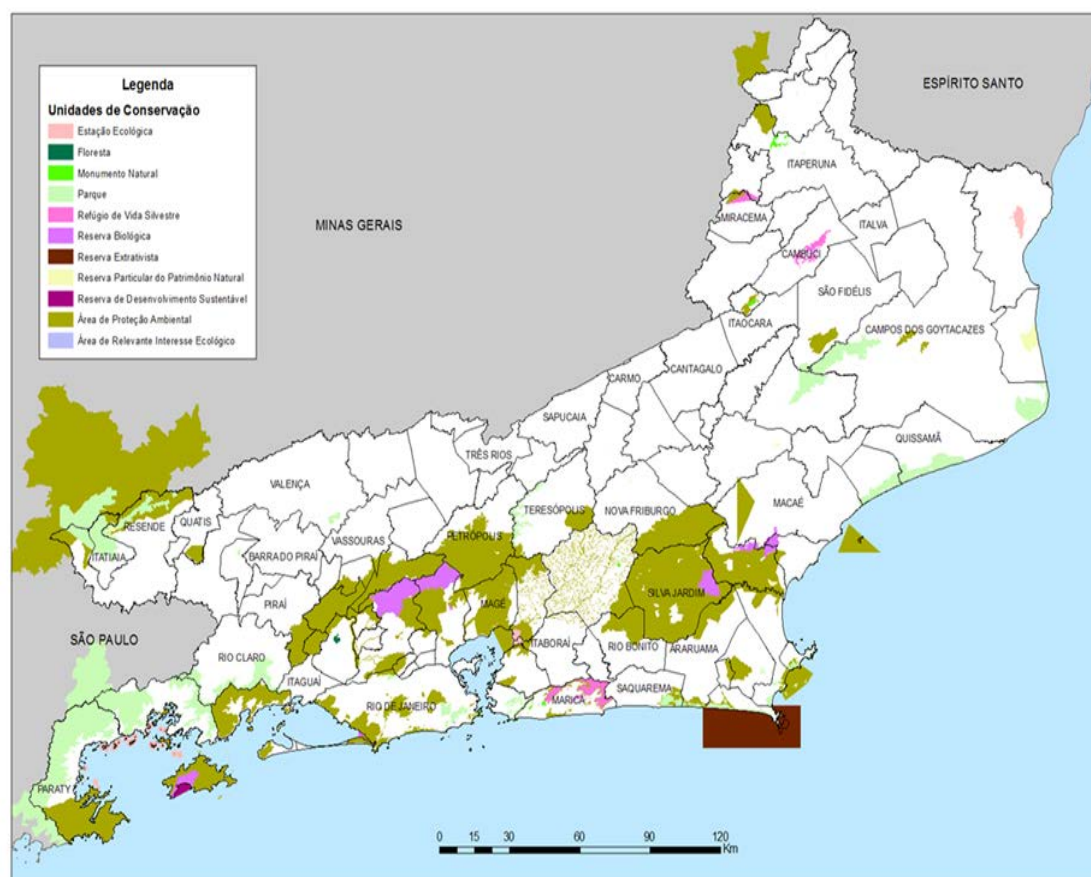 Legenda
Unidades de Conservação
Estação Ecológica
Floresta
Monumento Natural
Parque
Refúgio de Vida Silvestre
Reserva Biológica
Reserva Extrativista
Reserva Particular do Patrimônio Natural
Reserva de Desenvolvimento Sustentável
Área de Proteção Ambiental
Área de Relevante Interesse Ecológico
ESPÍRITO SANTO
MINAS GERAIS
SÃO PAULO
ITAPERUNA
MIRACEMA
ITALVA
CAMBUCI
SÃO FIDÉLIS
ITAOCARA
CAMPOS DOS GOYTACAZES
CANTAGALO
CARMO
SAPUCAIA
QUISSAMÃ
TRÊS RIOS
VALENÇA
MACAÉ
TERESÓPOLIS
NOVA FRIBURGO
RESENDE
QUATIS
VASSOURAS
PETRÓPOLIS
ITATIAIA
BARRA DO PIRAÍ
PIRAÍ
MAGÉ
SILVA JARDIM
ITABORAÍ
RIO BONITO
ARARUAMA
RIO CLARO
ITAGUAÍ
SAQUAREMA
MARICÁ
RIO DE JANEIRO
PARATY
0 15 30 60 90 120
Km